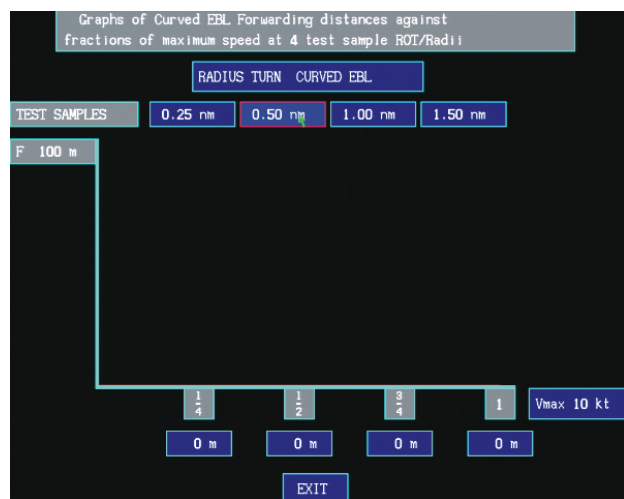 Graphs of Curved EBL Forwarding distances against
fractions of maximum speed at 4 test sample ROT/Radii
RADIUS TURN CURVED EBL
TEST SAMPLES 0.25 nm 0.50 nm 1.00 nm 1.50 nm
F 100 m
1/4 1/2 3/4 1 Vmax 10 kt
0 m 0 m 0 m 0 m
EXIT